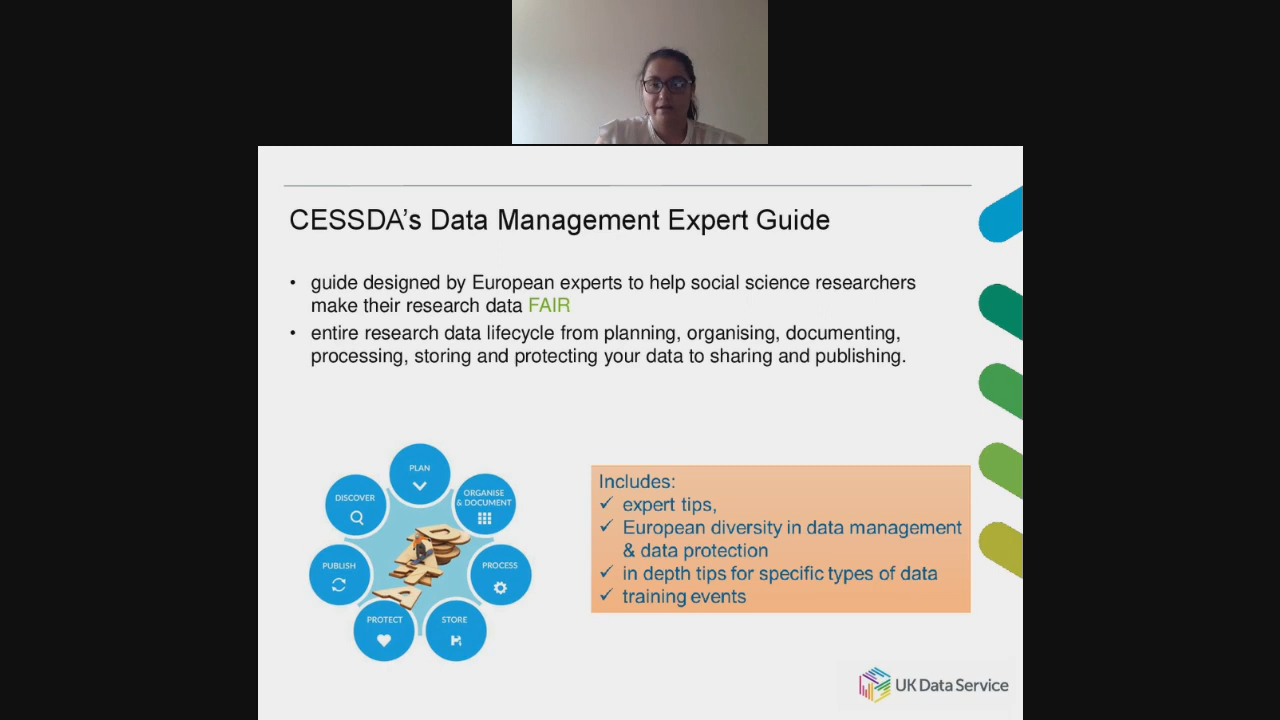 CESSDA's Data Management Expert Guide
• guide designed by European experts to help social science researchers
make their research data FAIR
• entire research data lifecycle from planning, organising, documenting,
processing, storing and protecting your data to sharing and publishing.
PLAN
DISCOVER
ORGANISE
& DOCUMENT
PUBLISH
PROCESS
PROTECT
STORE
Includes:
✓ expert tips,
✓ European diversity in data management
& data protection
✓ in depth tips for specific types of data
✓ training events
UK Data Service